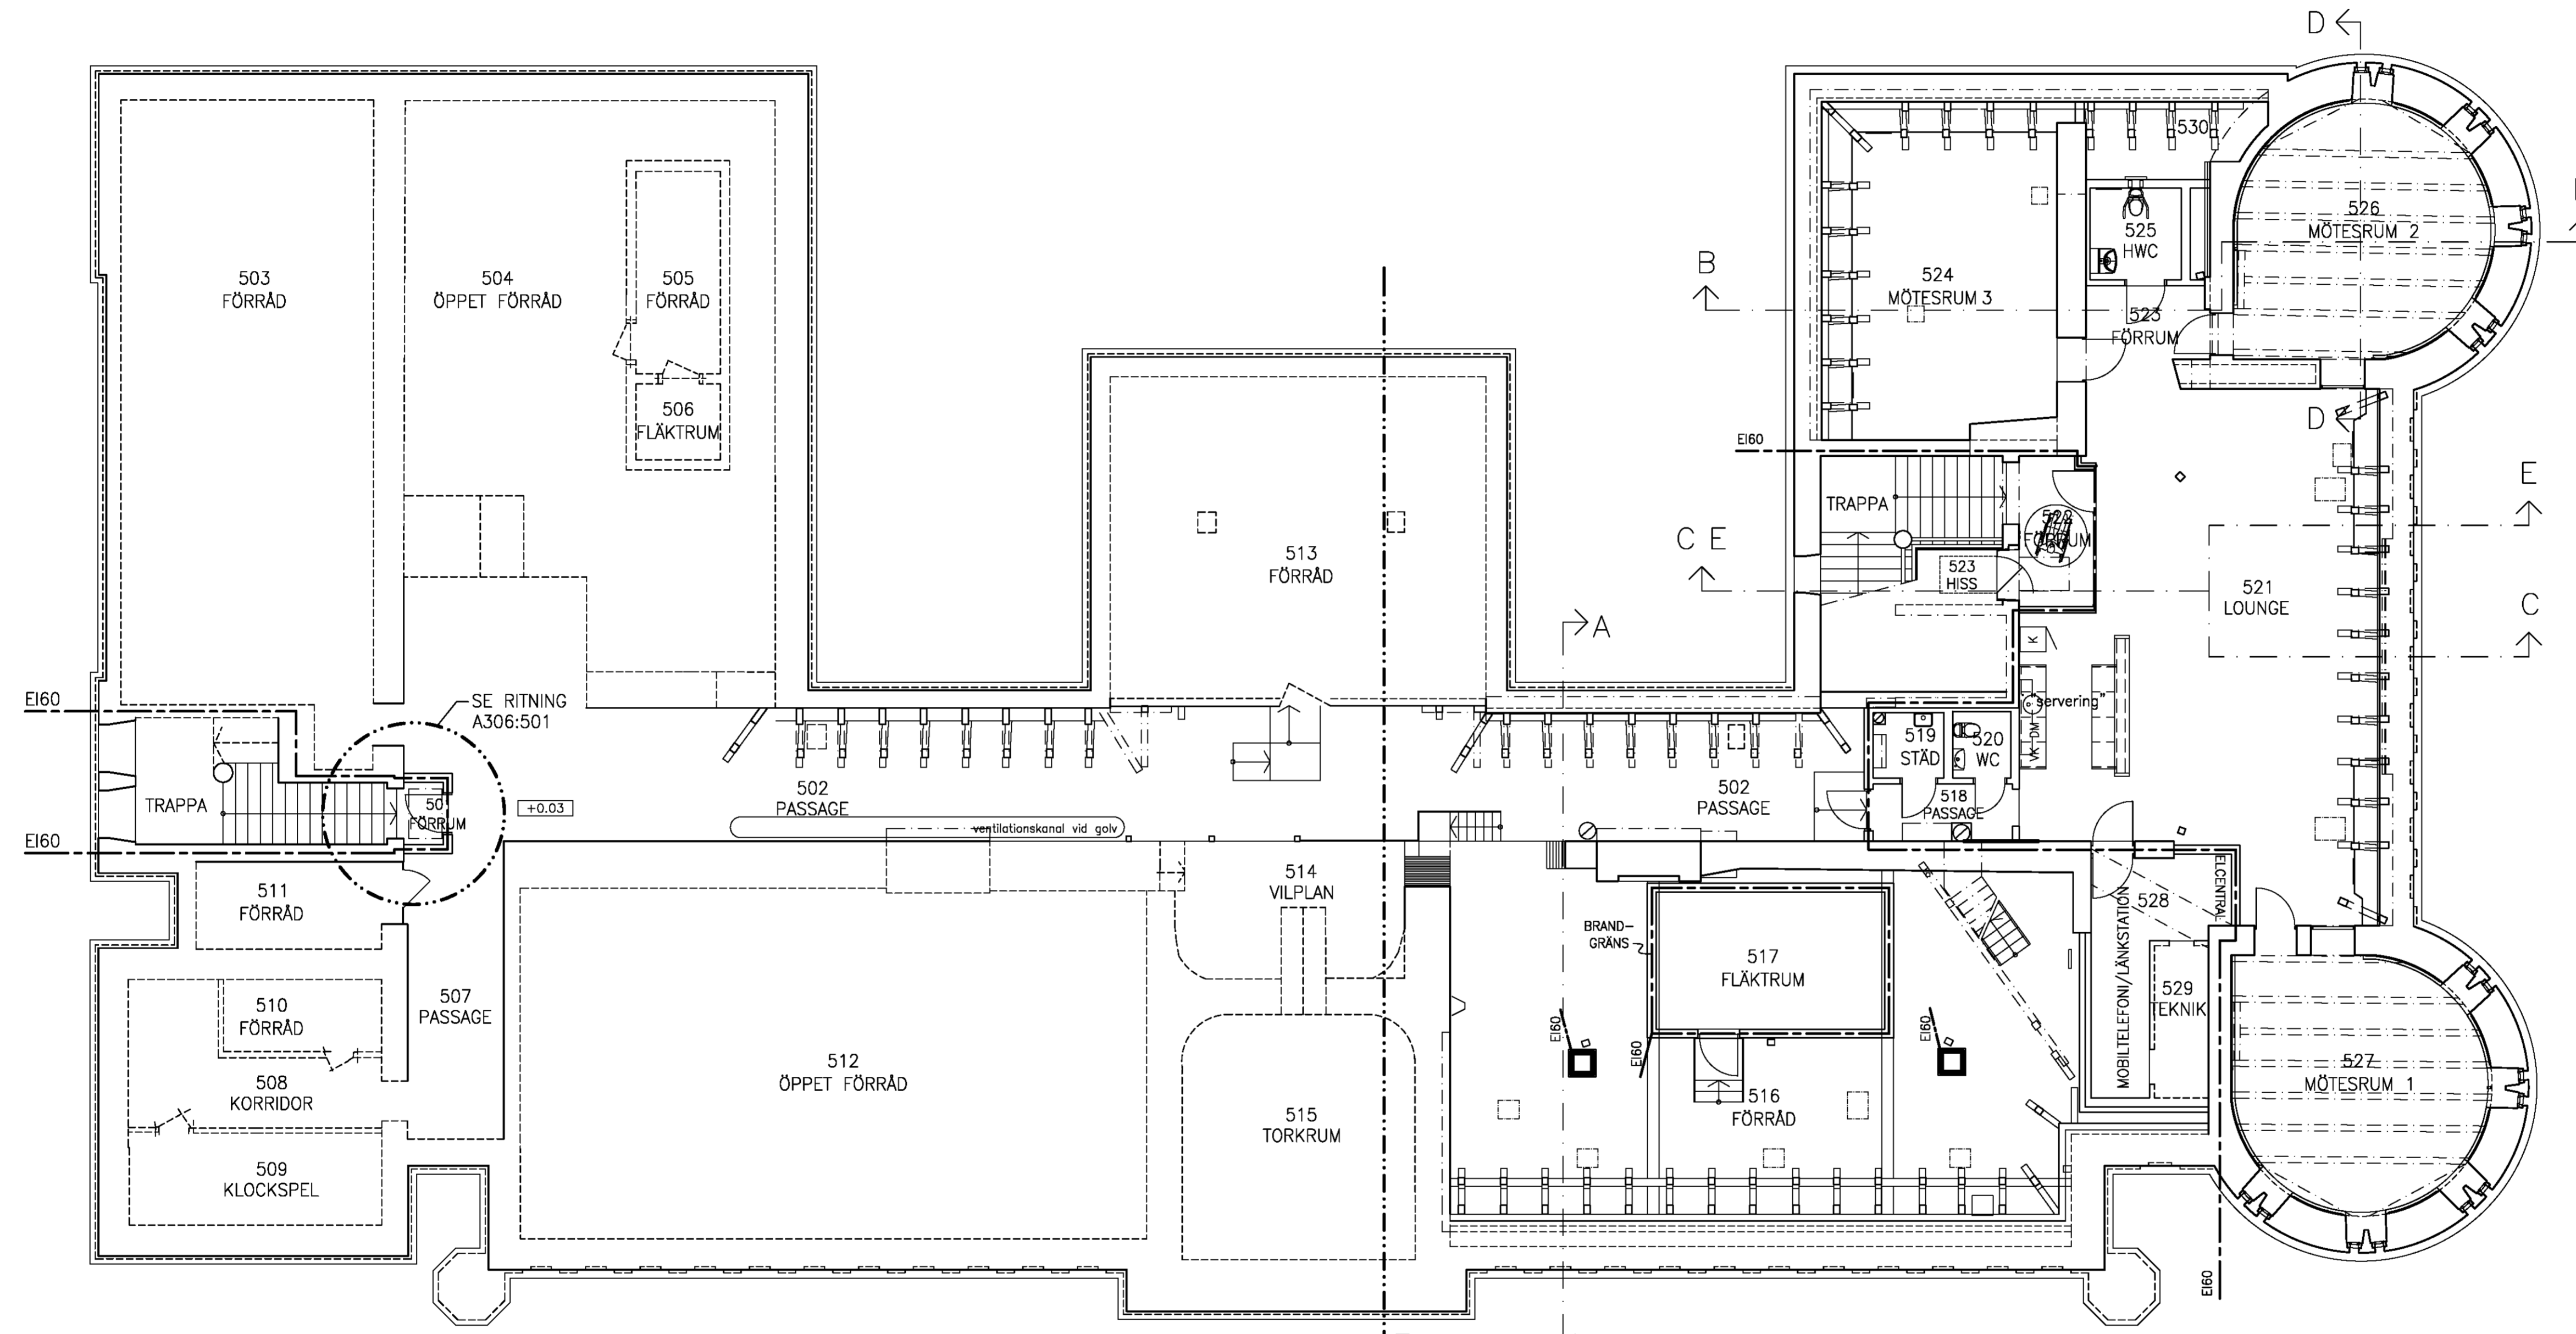 D
503
FÖRRÅD
504
ÖPPET FÖRRÅD
505
FÖRRÅD
506
FLÄKTRUM
530
526
MÖTESRUM 2
525
HWC
B
524
MÖTESRUM 3
523
FÖRRUM
D
EI60
TRAPPA
522
FÖRRUM
E
C E
513
FÖRRÅD
523
HISS
521
LOUNGE
C
A
K
SE RITNING
A306:501
EI60
"servering"
VK DM
519
STÄD
520
WC
518
PASSAGE
TRAPPA
FÖRRUM
+0.03
502
PASSAGE
ventilationskanal vid golv
502
PASSAGE
EI60
511
FÖRRÅD
514
VILPLAN
528
ELCENTRAL
MOBILTELEFONI/LÄNKSTATION
BRAND-
GRÄNS
517
FLÄKTRUM
529
TEKNIK
507
PASSAGE
510
FÖRRÅD
EI60
EI60
EI60
508
KORRIDOR
512
ÖPPET FÖRRÅD
527
MÖTESRUM 1
516
FÖRRÅD
515
TORKRUM
509
KLOCKSPEL
EI60